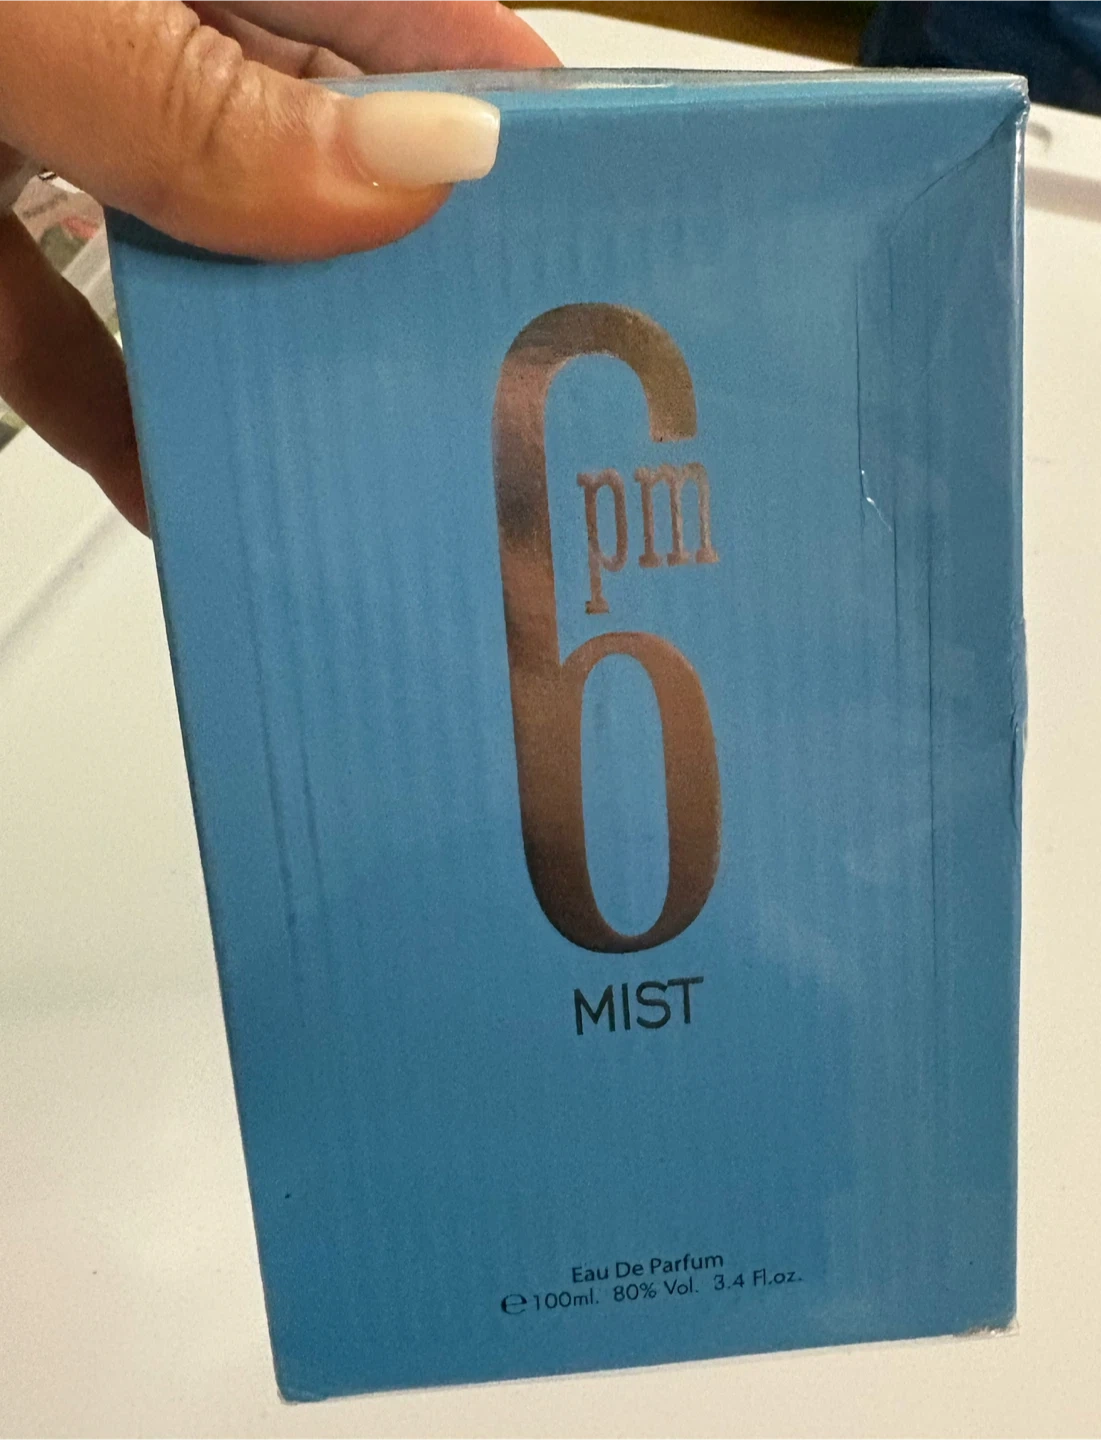 6
pm
MIST
Eau De Parfum
℮100ml. 80% Vol. 3.4 Fl.oz.